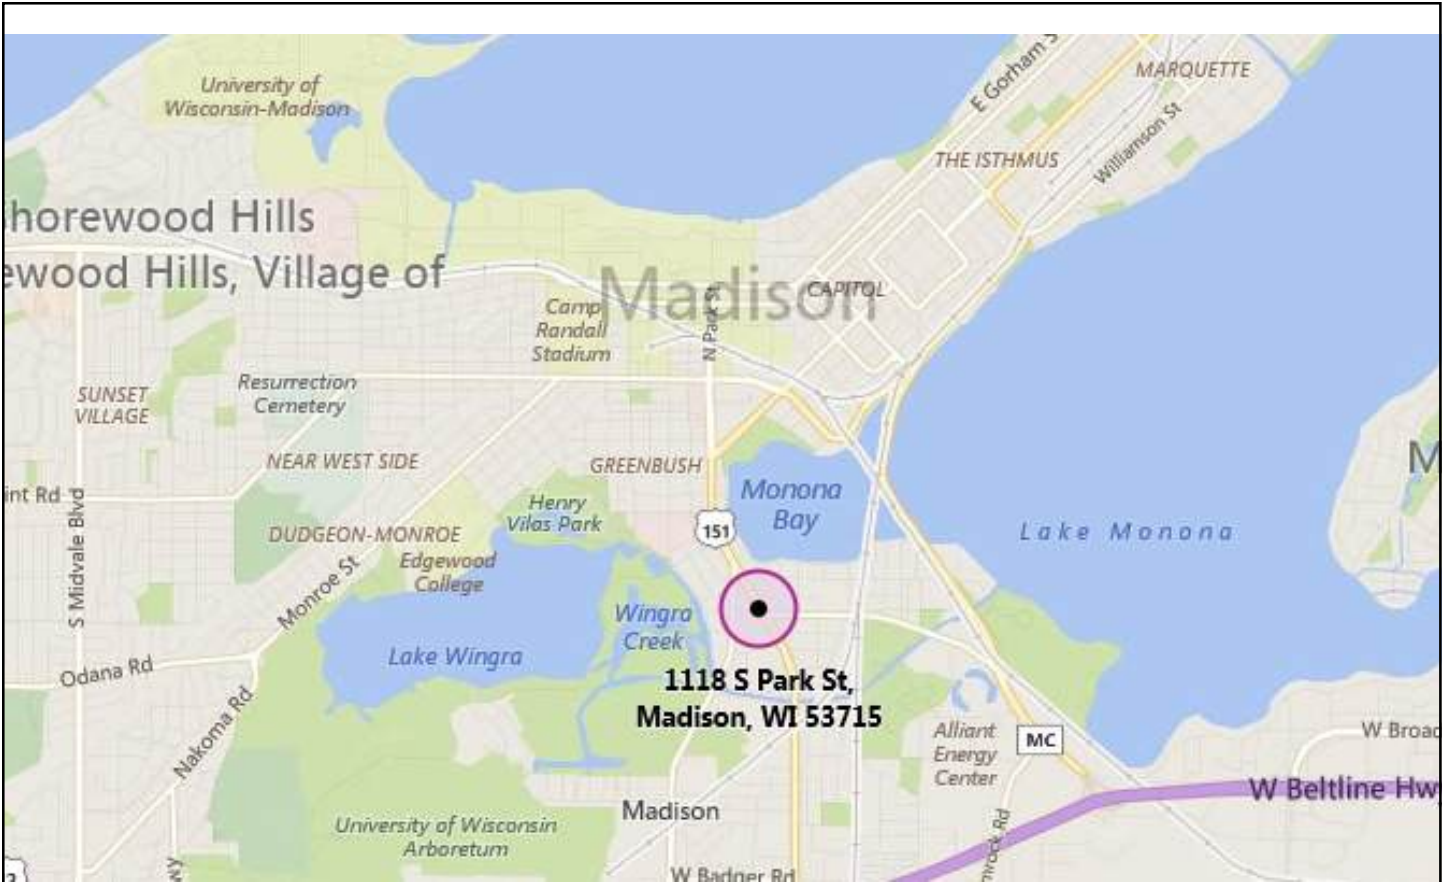 E Gorham S
MARQUETTE
University of
Wisconsin-Madison
Williamson St
THE ISTHMUS
horewood Hills
ewood Hills, Village of
Madison
CAPITOL
N Park St
Camp
Randall
Stadium
Resurrection
Cemetery
SUNSET
VILLAGE
NEAR WEST SIDE
GREENBUSH
M
int Rd
S Midvale Blvd
Henry
Vilas Park
Monona
Bay
151
Lake Monona
DUDGEON-MONROE
Edgewood
College
Monroe St
Wingra
Creek
Lake Wingra
Odana Rd
1118 S Park St,
Madison, WI 53715
Nakoma Rd
Alliant
Energy
Center
MC
W Broad
W Beltline Hw
Madison
University of Wisconsin
Arboretum
mrock Rd
W Badger Rd
wy
2